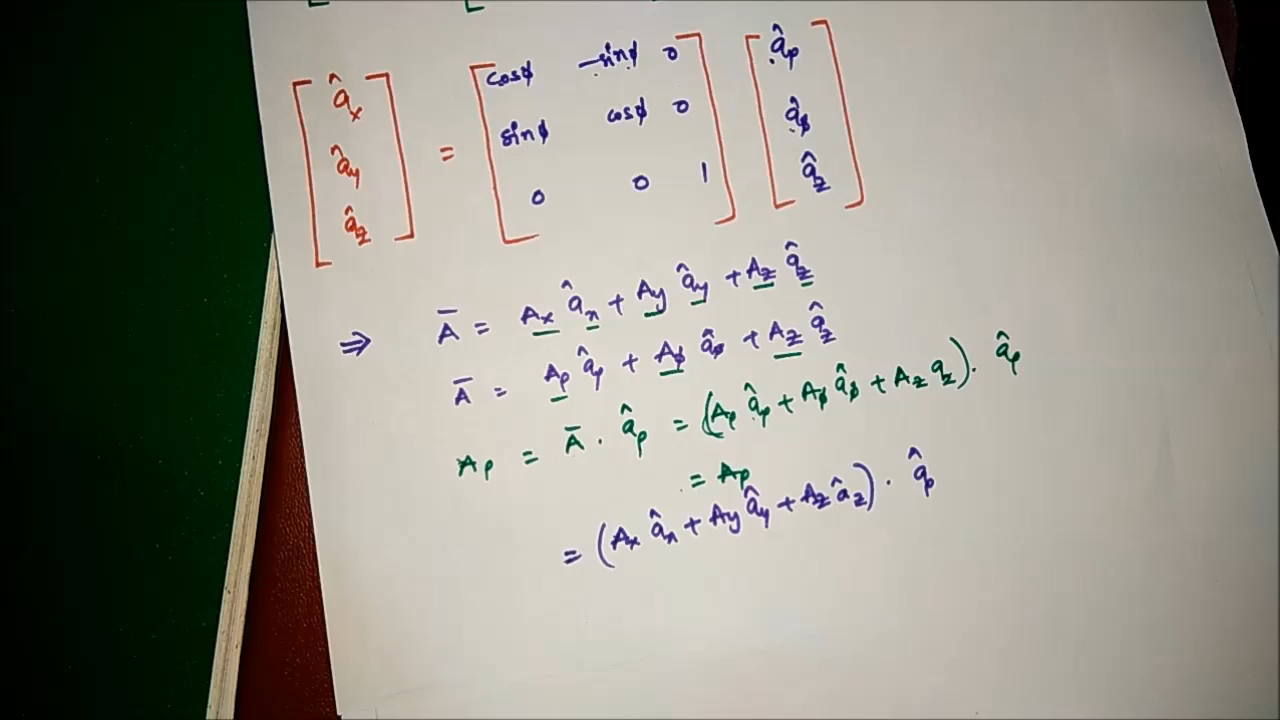 [âx ây âz] = [cosφ -sinφ 0; sinφ cosφ 0; 0 0 1] [âρ âφ âz]
⇒ Ā = Ax âx + Ay ây + Az âz
Ā = Aρ âρ + Aφ âφ + Az âz
Aρ = Ā . âρ = (Aρ âρ + Aφ âφ + Az az) . âρ
= Aρ
= (Ax âx + Ay ây + Az âz) . âρ